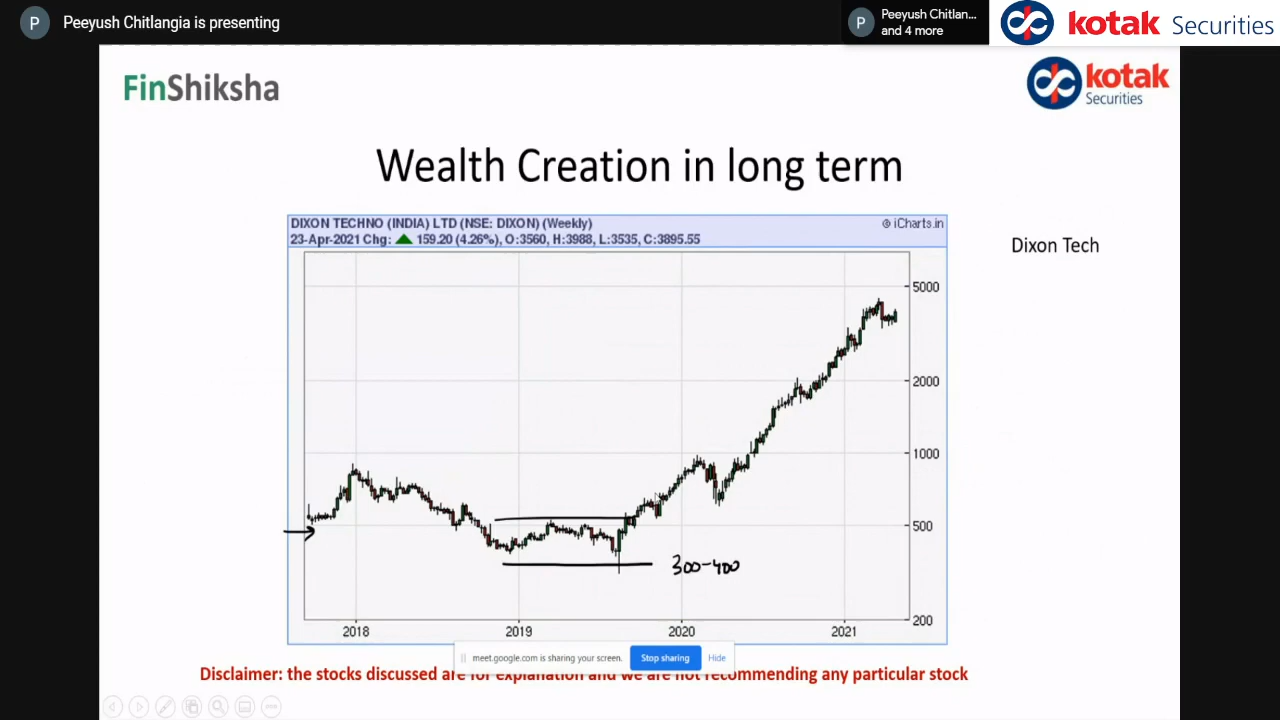 P Peeyush Chitlangia is presenting
P Peeyush Chitlan...
and 4 more
kotak Securities
FinShiksha
kotak
Securities
Wealth Creation in long term
DIXON TECHNO (INDIA) LTD (NSE: DIXON) (Weekly) © iCharts.in
23-Apr-2021 Chg: 159.20 (4.26%), O:3560, H:3988, L:3535, C:3895.55
Dixon Tech
5000
2000
1000
500
300-400
200
2018 2019 2020 2021
meet.google.com is sharing your screen. Stop sharing Hide
Disclaimer: the stocks discussed are for explanation and we are not recommending any particular stock